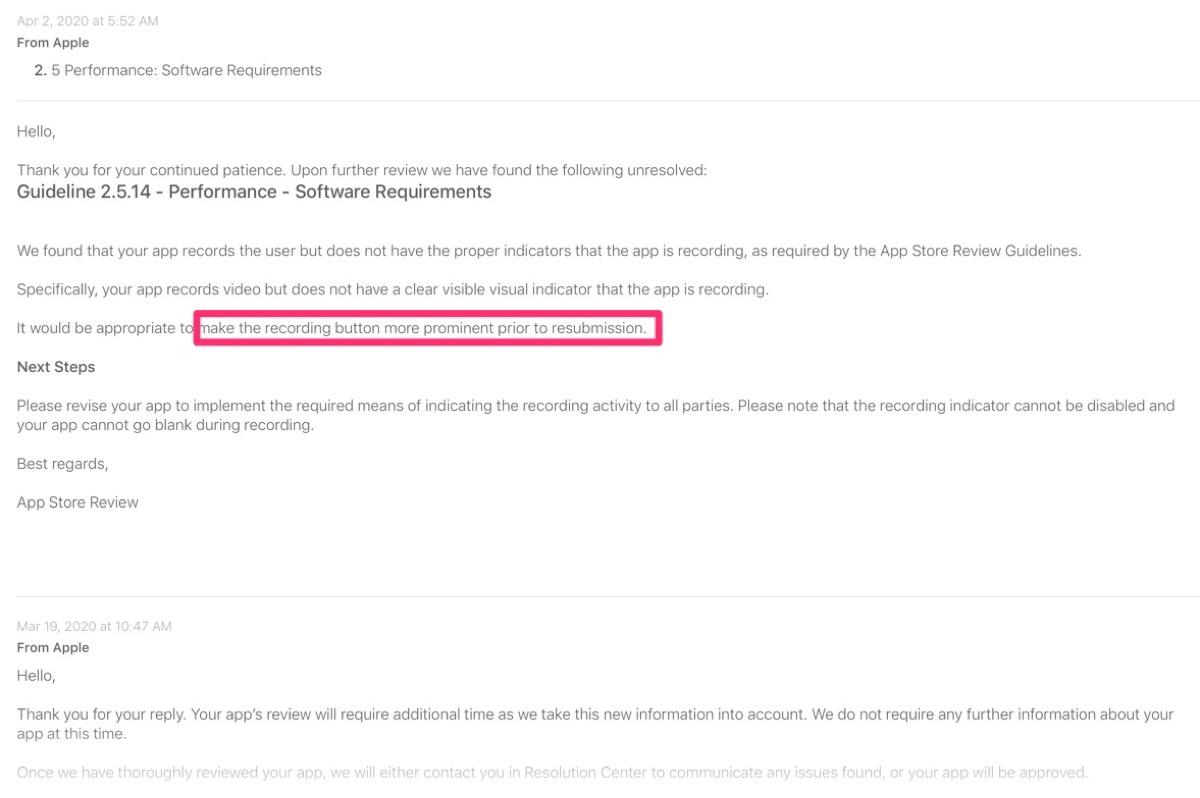 Apr 2, 2020 at 5:52 AM
From Apple
2. 5 Performance: Software Requirements
Hello,
Thank you for your continued patience. Upon further review we have found the following unresolved:
Guideline 2.5.14 - Performance - Software Requirements
We found that your app records the user but does not have the proper indicators that the app is recording, as required by the App Store Review Guidelines.
Specifically, your app records video but does not have a clear visible visual indicator that the app is recording.
It would be appropriate to make the recording button more prominent prior to resubmission.
Next Steps
Please revise your app to implement the required means of indicating the recording activity to all parties. Please note that the recording indicator cannot be disabled and
your app cannot go blank during recording.
Best regards,
App Store Review
Mar 19, 2020 at 10:47 AM
From Apple
Hello,
Thank you for your reply. Your app's review will require additional time as we take this new information into account. We do not require any further information about your
app at this time.
Once we have thoroughly reviewed your app, we will either contact you in Resolution Center to communicate any issues found, or your app will be approved.